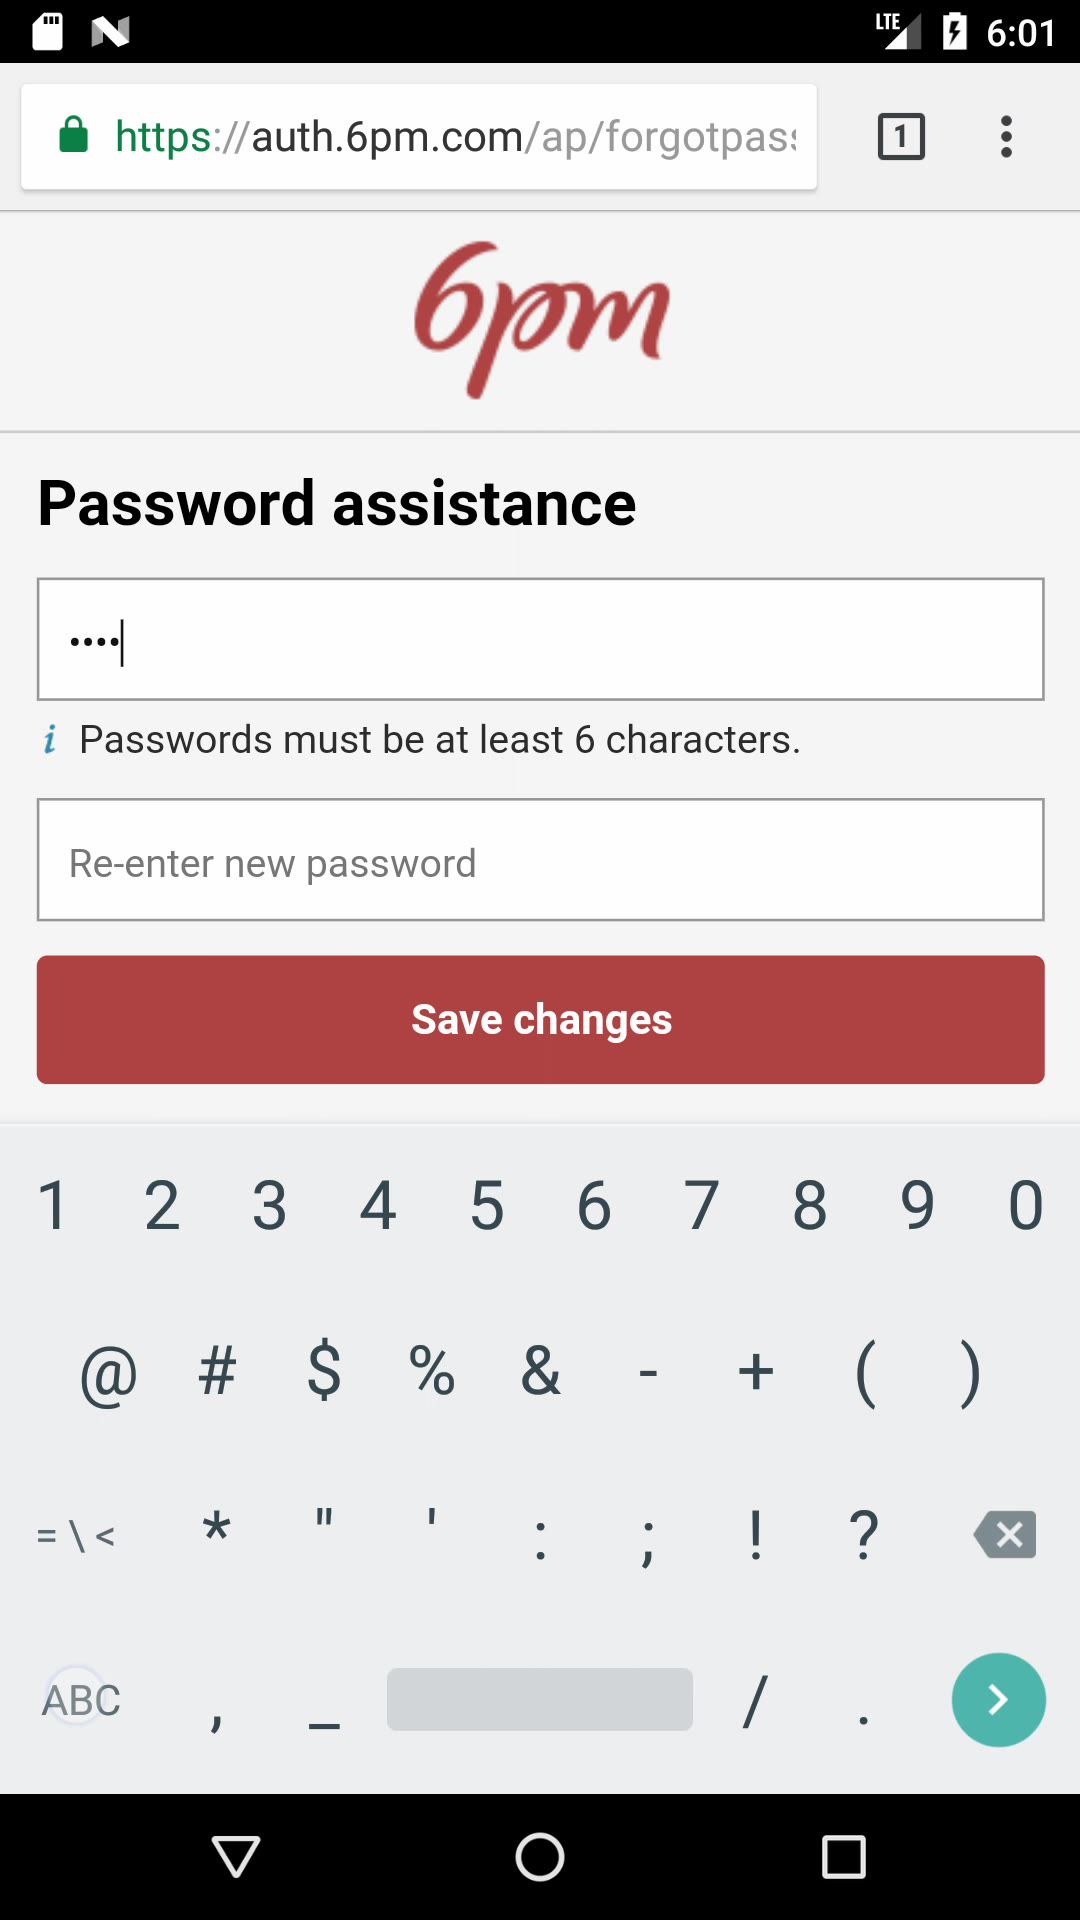 LTE 6:01
https://auth.6pm.com/ap/forgotpass
1
6pm
Password assistance
••••
i Passwords must be at least 6 characters.
Re-enter new password
Save changes
1 2 3 4 5 6 7 8 9 0
@ # $ % & - + ( )
= \ < * " ' : ; ! ?
ABC , _ / .